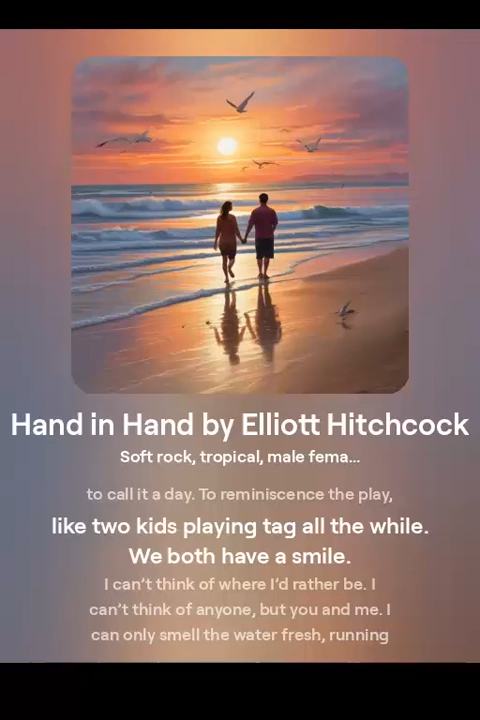 Hand in Hand by Elliott Hitchcock
Soft rock, tropical, male fema...
to call it a day. To reminiscence the play,
like two kids playing tag all the while.
We both have a smile.
I can’t think of where I’d rather be. I
can’t think of anyone, but you and me. I
can only smell the water fresh, running